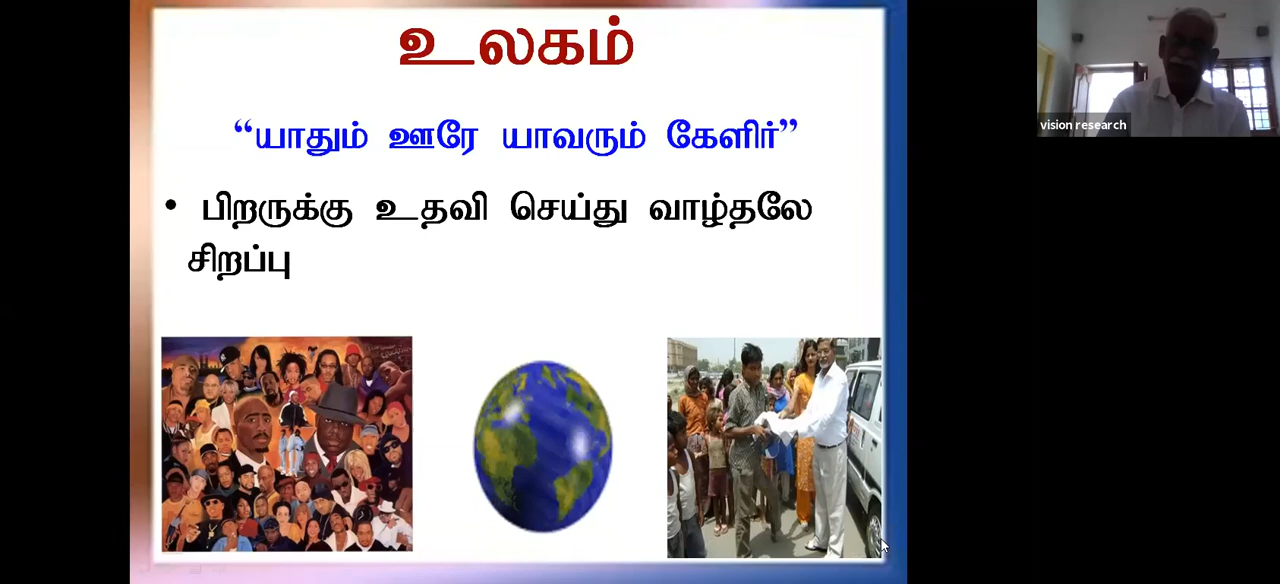 உலகம்
“யாதும் ஊரே யாவரும் கேளிர்”
• பிறருக்கு உதவி செய்து வாழ்தலே
சிறப்பு
vision research